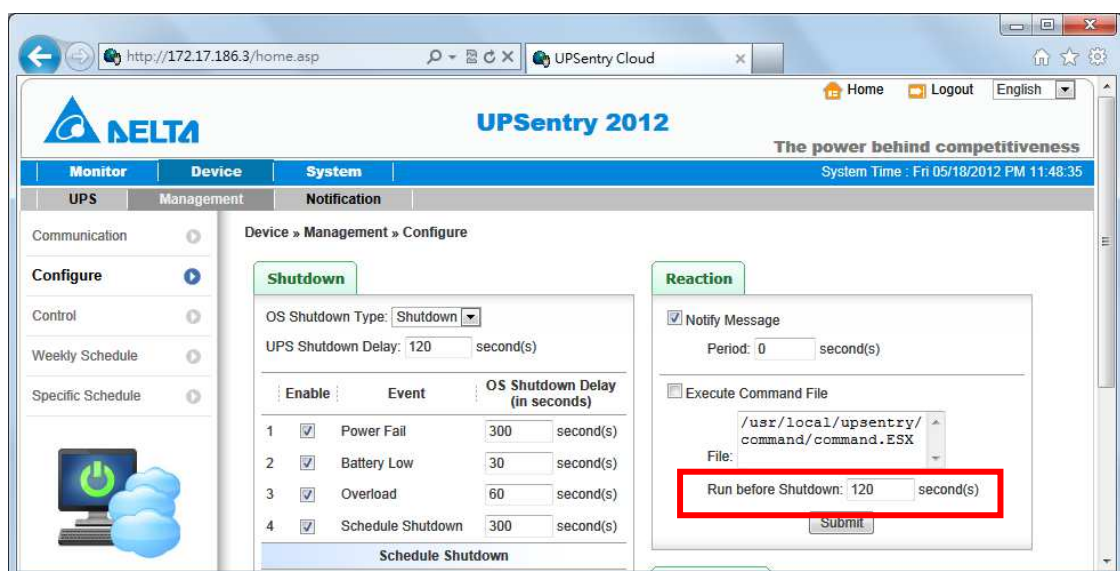 http://172.17.186.3/home.asp
UPSentry Cloud
Home
Logout
English
DELTA
UPSentry 2012
The power behind competitiveness
Monitor
Device
System
System Time : Fri 05/18/2012 PM 11:48:35
UPS
Management
Notification
Communication
Configure
Control
Weekly Schedule
Specific Schedule
Device » Management » Configure
Shutdown
OS Shutdown Type: Shutdown
UPS Shutdown Delay: 120 second(s)
Enable Event OS Shutdown Delay
(in seconds)
1 Power Fail 300 second(s)
2 Battery Low 30 second(s)
3 Overload 60 second(s)
4 Schedule Shutdown 300 second(s)
Schedule Shutdown
Reaction
Notify Message
Period: 0 second(s)
Execute Command File
/usr/local/upsentry/
command/command.ESX
File:
Run before Shutdown: 120 second(s)
Submit